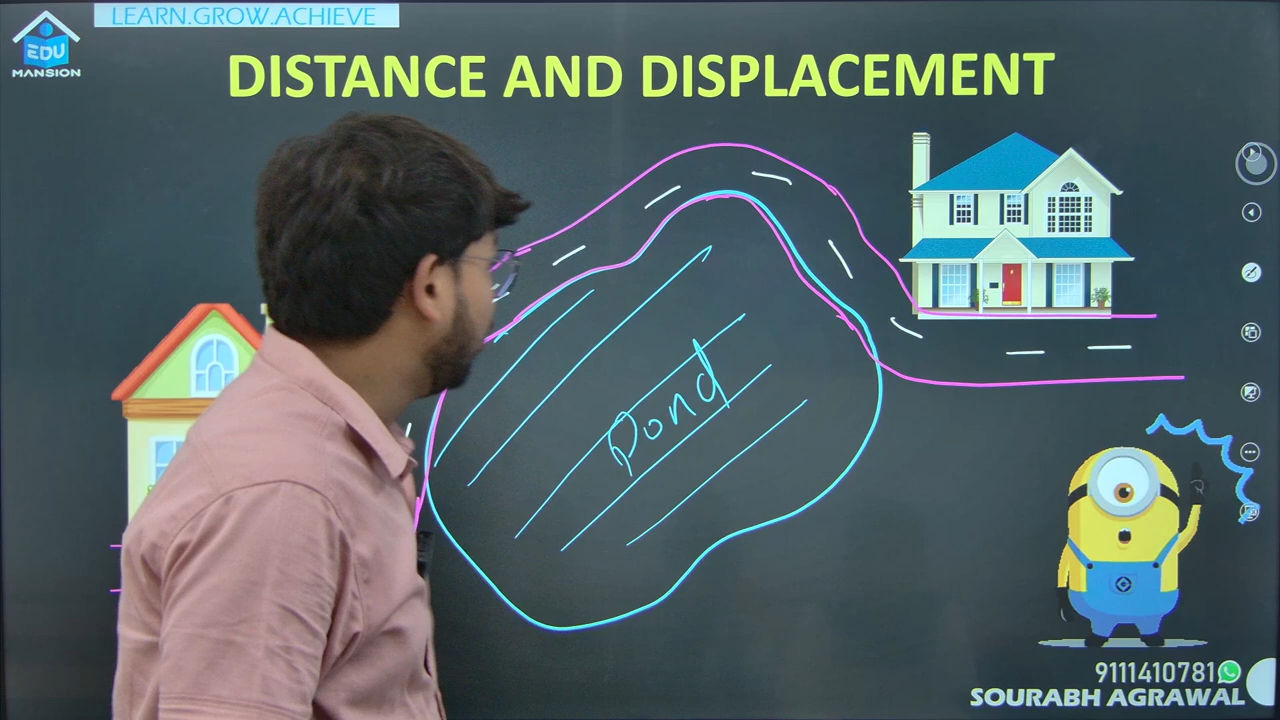 LEARN.GROW.ACHIEVE
EDU
MANSION
DISTANCE AND DISPLACEMENT
Pond
9111410781
SOURABH AGRAWAL